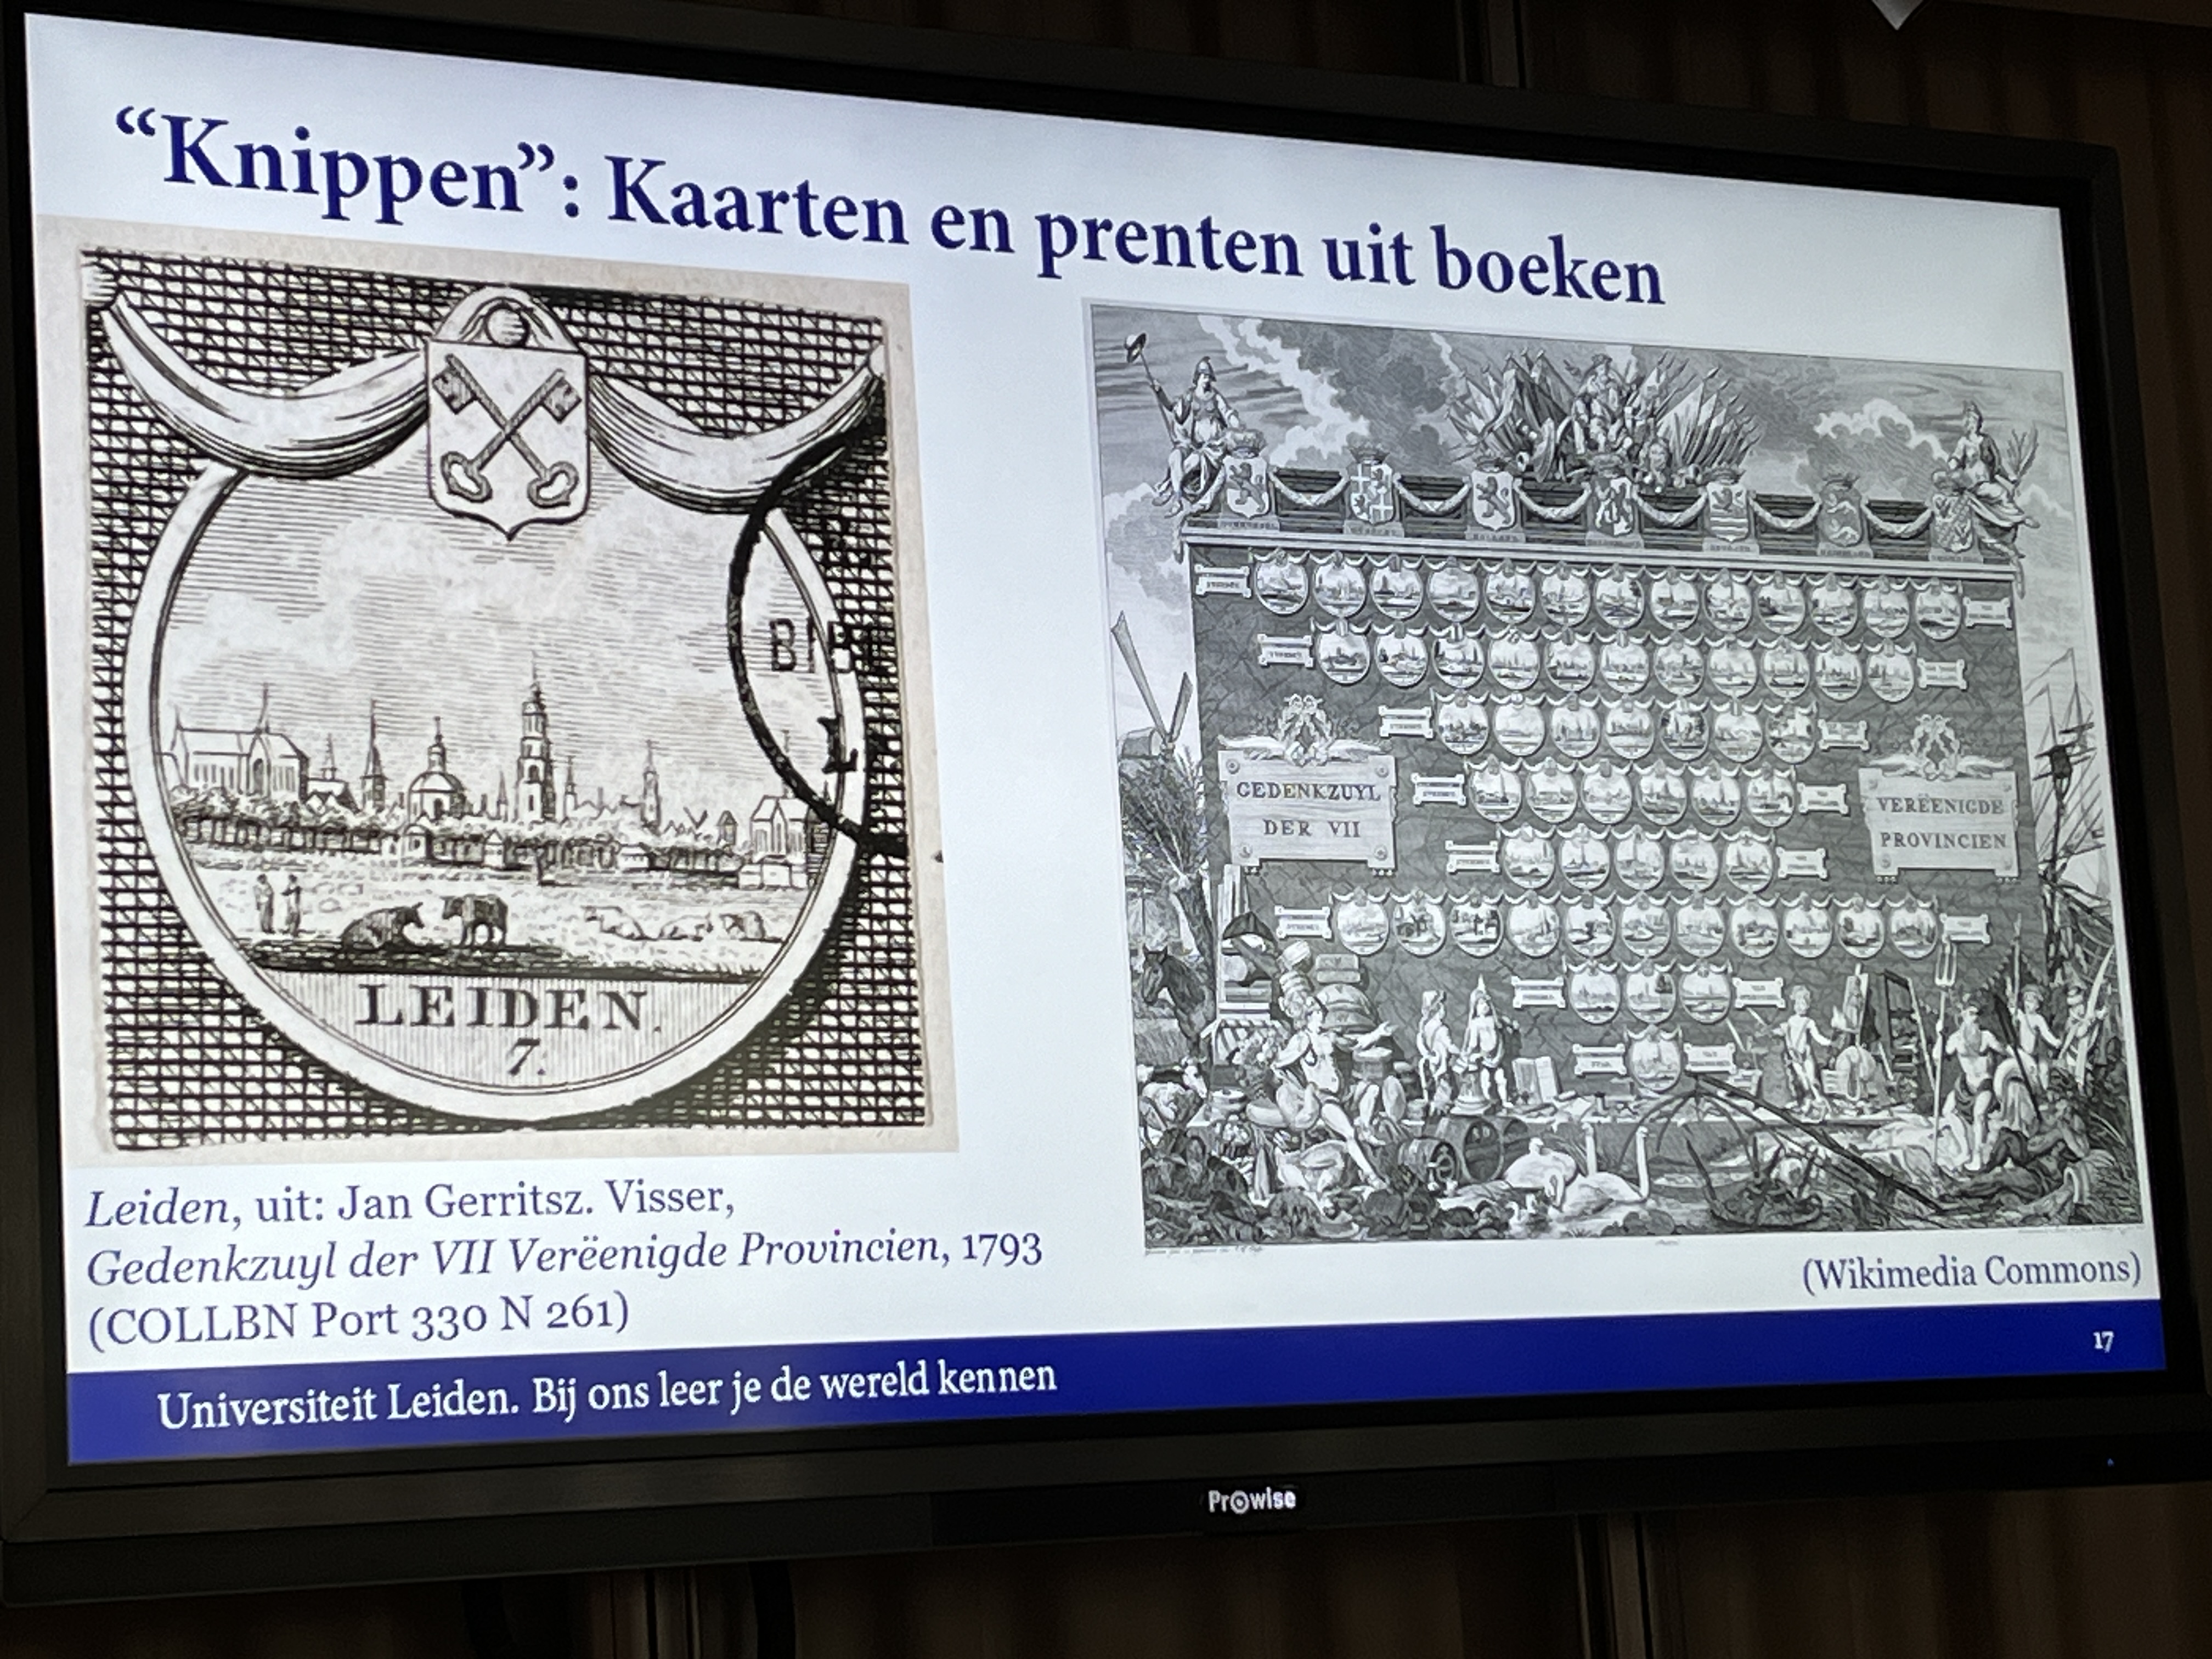 “Knippen”: Kaarten en prenten uit boeken
BIBL
LEIDEN.
7.
GEDENKZUYL
DER VII
VERËENIGDE
PROVINCIEN
Leiden, uit: Jan Gerritsz. Visser,
Gedenkzuyl der VII Verëenigde Provincien, 1793
(COLLBN Port 330 N 261)
(Wikimedia Commons)
Universiteit Leiden. Bij ons leer je de wereld kennen
17
Prowise